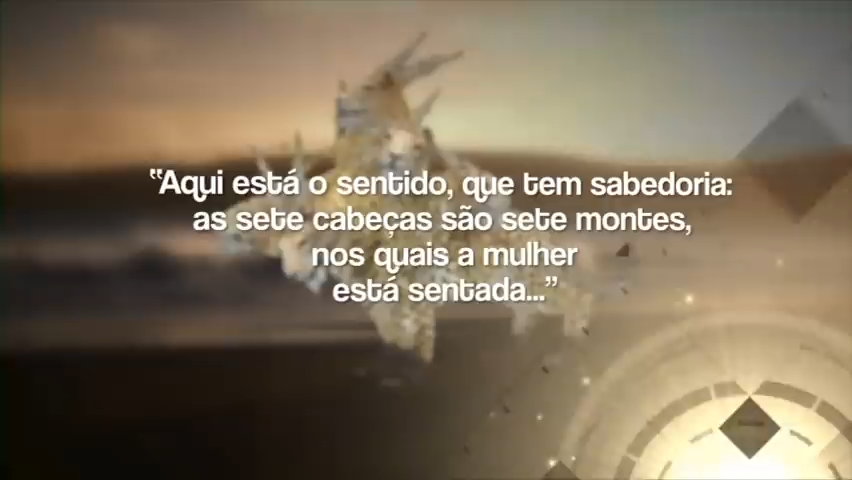 “Aqui está o sentido, que tem sabedoria:
as sete cabeças são sete montes,
nos quais a mulher
está sentada...”